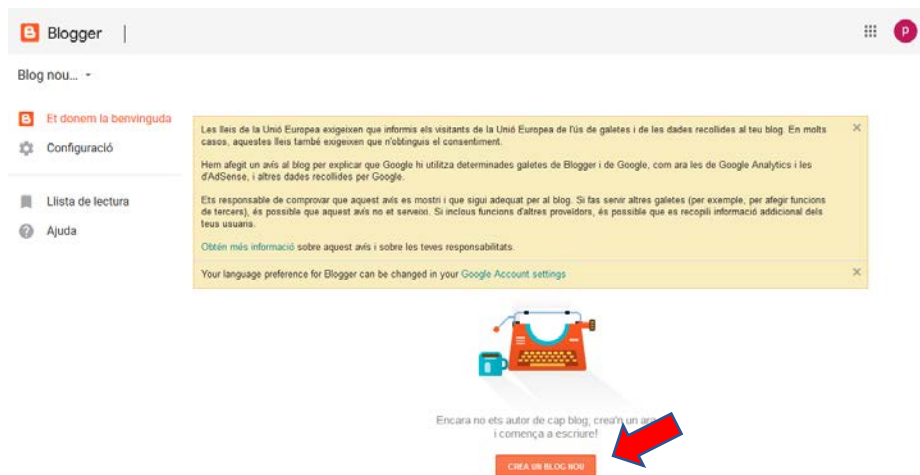 Blogger
P
Blog nou...
Et donem la benvinguda
Configuració
Llista de lectura
Ajuda
Les lleis de la Unió Europea exigeixen que informis els visitants de la Unió Europea de l'ús de galetes i de les dades recollides al teu blog. En molts
casos, aquestes lleis també exigeixen que n'obtinguis el consentiment.
Hem afegit un avís al blog per explicar que Google hi utilitza determinades galetes de Blogger i de Google, com ara les de Google Analytics i les
d'AdSense, i altres dades recollides per Google.
Ets responsable de comprovar que aquest avís es mostri i que sigui adequat per al blog. Si fas servir altres galetes (per exemple, per afegir funcions
de tercers), és possible que aquest avís no et serveixi. Si inclous funcions d'altres proveïdors, és possible que es recopili informació addicional dels
teus usuaris.
Obtén més informació sobre aquest avís i sobre les teves responsabilitats.
Your language preference for Blogger can be changed in your Google Account settings
Encara no ets autor de cap blog; crea'n un ara
i comença a escriure!
CREA UN BLOG NOU